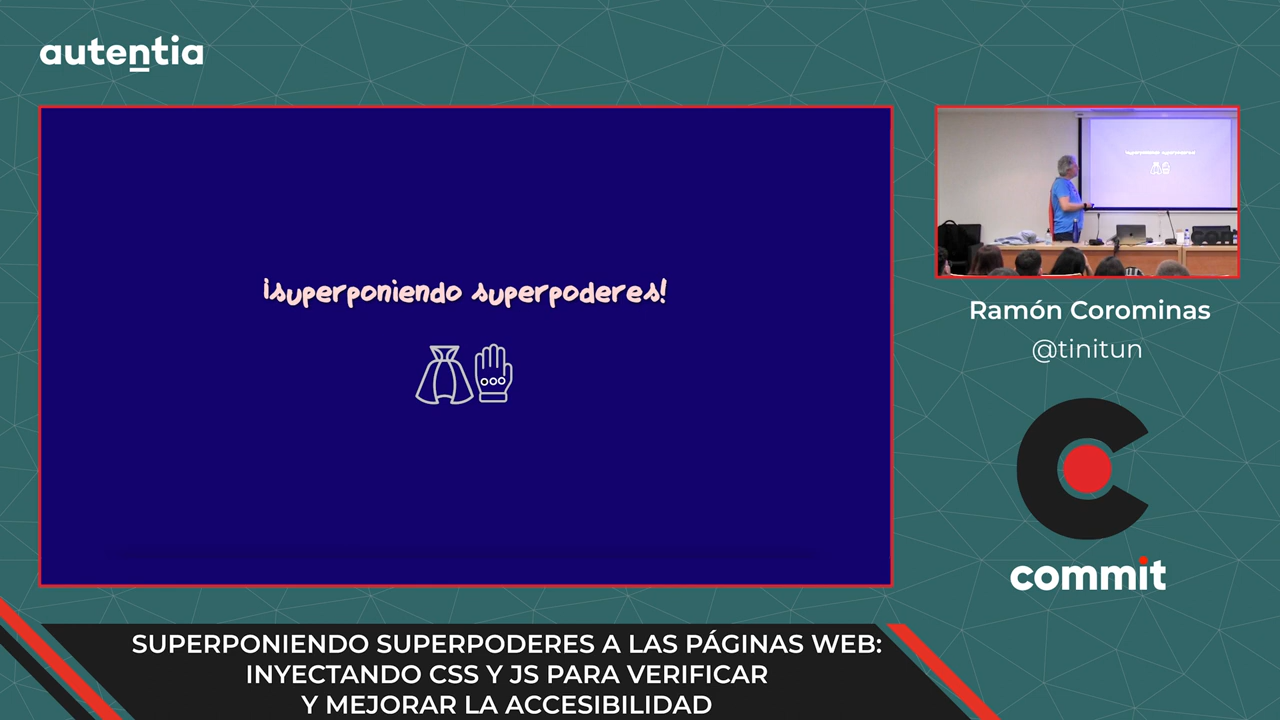 autentia
¡superponiendo superpoderes!
Ramón Corominas
@tinitun
commit
SUPERPONIENDO SUPERPODERES A LAS PÁGINAS WEB:
INYECTANDO CSS Y JS PARA VERIFICAR
Y MEJORAR LA ACCESIBILIDAD